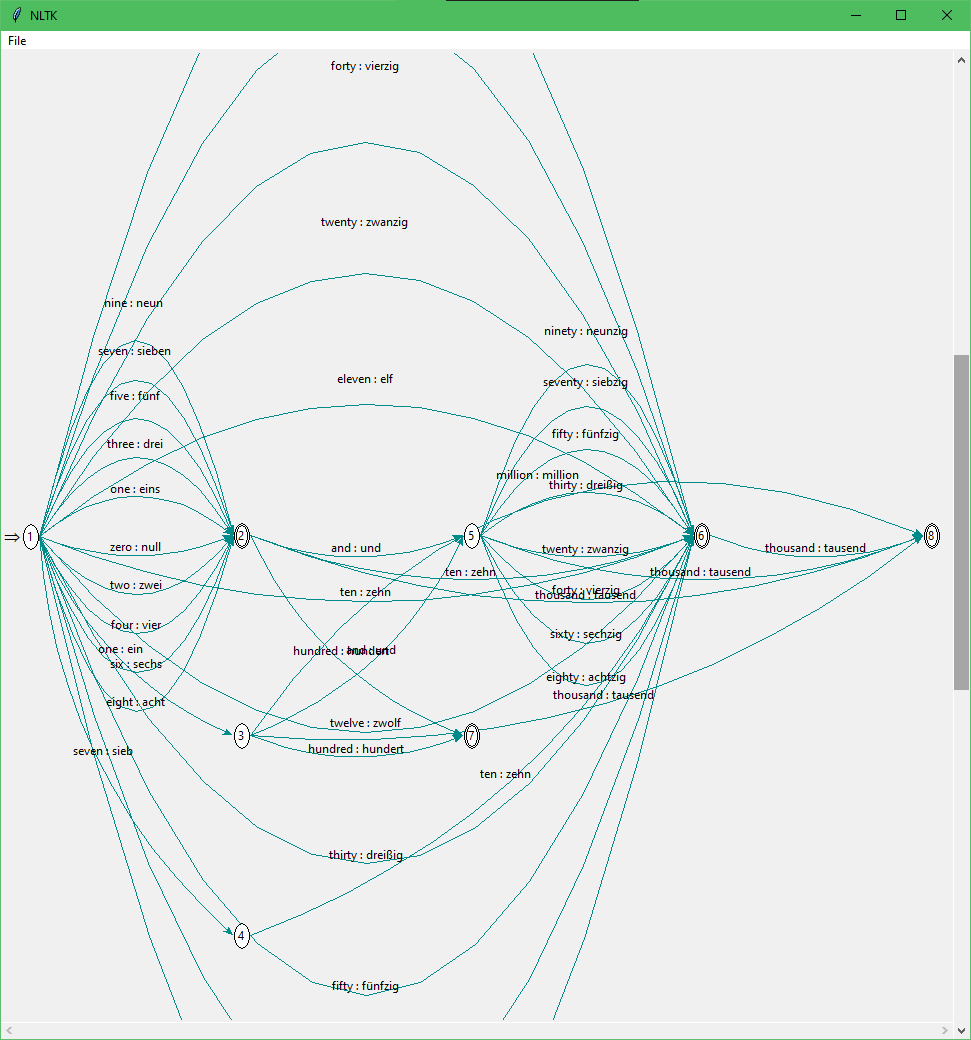 NLTK
File
forty : vierzig
twenty : zwanzig
nine : neun
ninety : neunzig
seven : sieben
eleven : elf
seventy : siebzig
five : fünf
three : drei
fifty : fünfzig
million : million
thirty : dreißig
one : eins
⇒ 1 2 5 6 8
zero : null
and : und
twenty : zwanzig
thousand : tausend
ten : zehn
thousand : tausend
two : zwei
ten : zehn
forty : vierzig
thousand : tausend
four : vier
sixty : sechzig
one : ein
hundred : hundert
and : und
six : sechs
eighty : achtzig
thousand : tausend
eight : acht
twelve : zwolf
3 7
hundred : hundert
seven : sieb
ten : zehn
thirty : dreißig
4
fifty : fünfzig